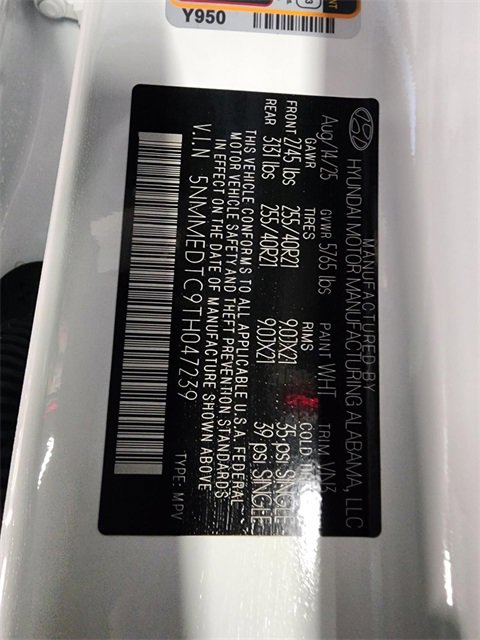 Y950
MANUFACTURED BY
HYUNDAI MOTOR MANUFACTURING ALABAMA, LLC
Aug/14/25 GVWR 5765 lbs PAINT WHT TRIM VN3
GAWR TIRES RIMS COLD
FRONT 2745 lbs 255/40R21 9.0JX21 35 psi SINGLE
REAR 3131 lbs 255/40R21 9.0JX21 39 psi SINGLE
THIS VEHICLE CONFORMS TO ALL APPLICABLE U.S.A. FEDERAL
MOTOR VEHICLE SAFETY AND THEFT PREVENTION STANDARDS
IN EFFECT ON THE DATE OF MANUFACTURE SHOWN ABOVE
V.I.N 5NMMEDTC9TH047239 TYPE: MPV